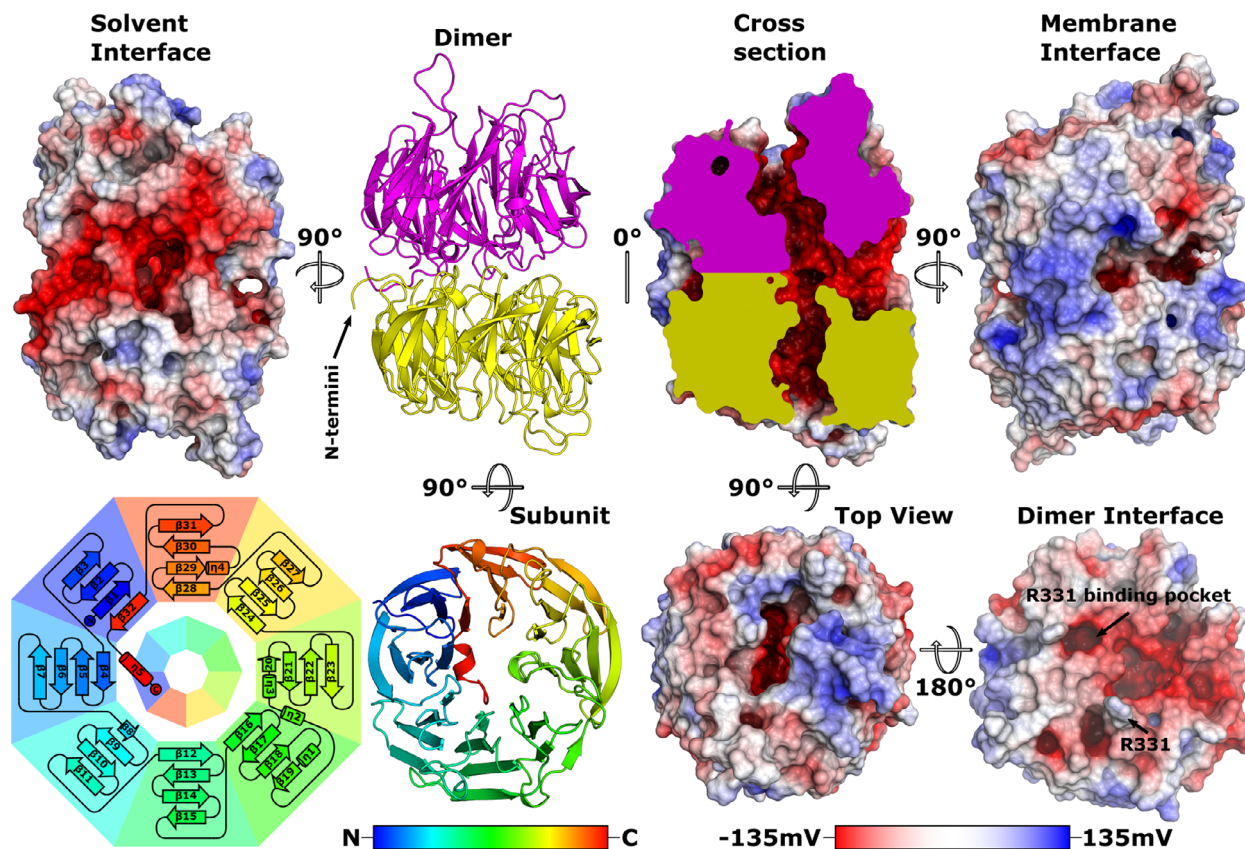 Solvent
Interface
Dimer
Cross
section
Membrane
Interface
90°
0°
90°
N-termini
90°
90°
Subunit
Top View
Dimer Interface
R331 binding pocket
R331
180°
β31
β30
β29
η4
β28
β27
β26
β25
β24
β3
β2
β1
β32
η5
C
β7
β6
β5
β4
β20
η3
β21
β22
β23
β8
β9
β10
β11
β12
β13
β14
β15
β16
β17
β18
β19
η1
η2
N
C
-135mV
135mV